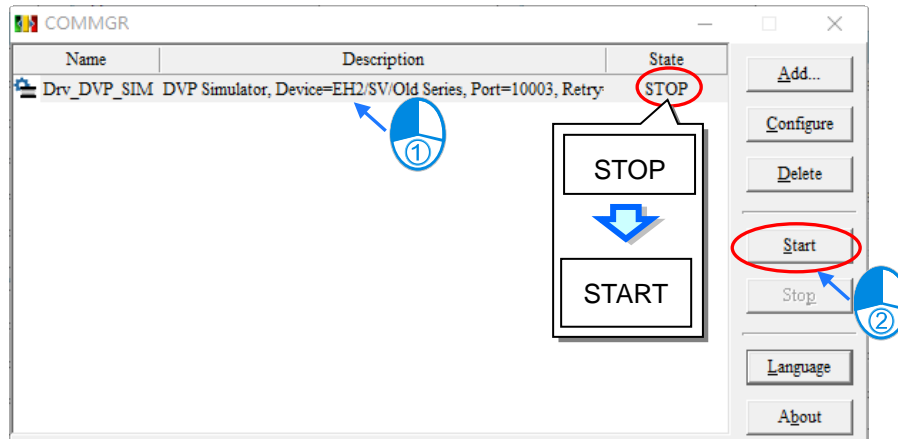 COMMGR
Name Description State
Drv_DVP_SIM DVP Simulator, Device=EH2/SV/Old Series, Port=10003, Retry STOP
Add...
Configure
①
STOP
Delete
Start
START
Stop
②
Language
About